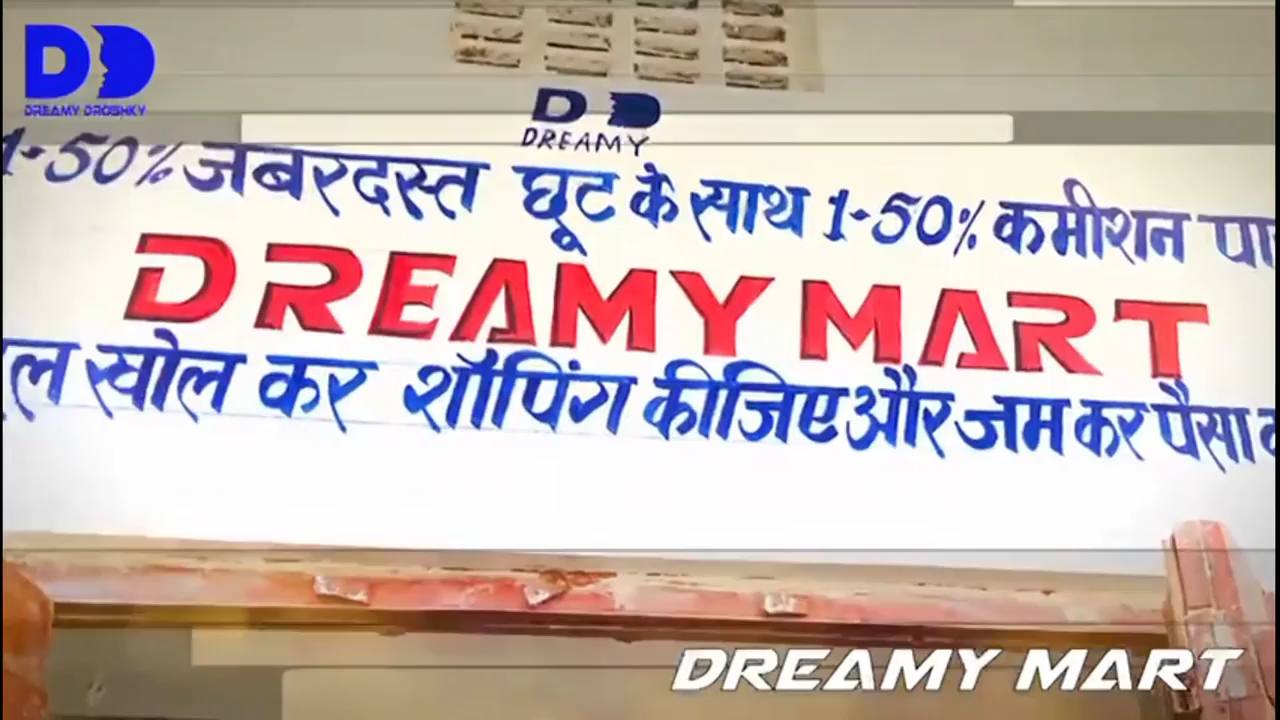 DREAMY DROSHKY
DREAMY
1-50% जबरदस्त छूट के साथ 1-50% कमीशन
DREAMY MART
खोल कर शॉपिंग कीजिए और जम कर पैसा
DREAMY MART